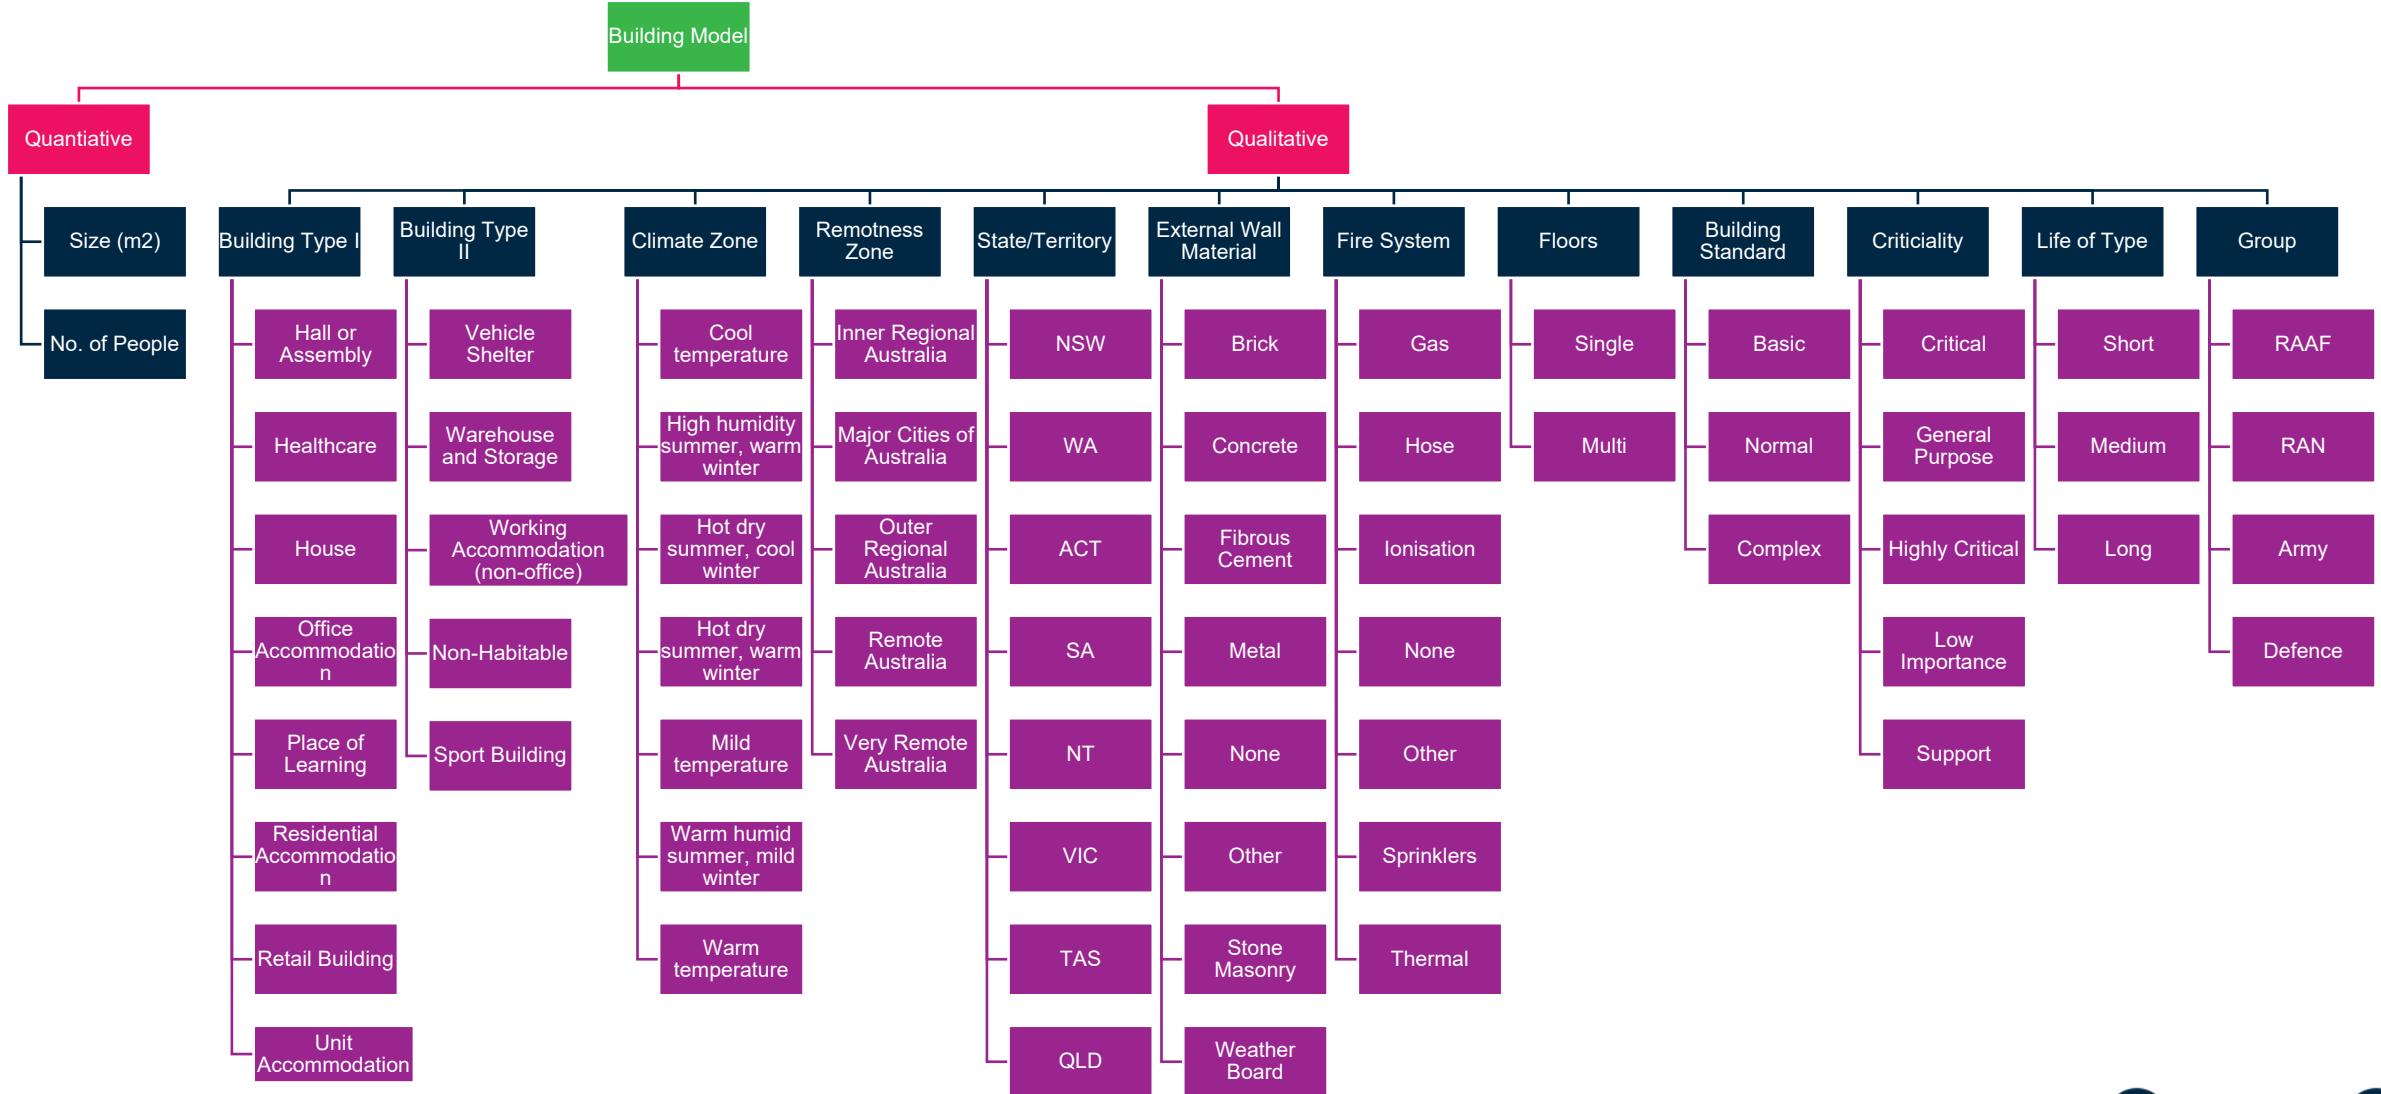 Building Model
Quantiative
Qualitative
Size (m2)
No. of People
Building Type I
Hall or
Assembly
Healthcare
House
Office
Accommodatio
n
Place of
Learning
Residential
Accommodatio
n
Retail Building
Unit
Accommodation
Building Type
II
Vehicle
Shelter
Warehouse
and Storage
Working
Accommodation
(non-office)
Non-Habitable
Sport Building
Climate Zone
Cool
temperature
High humidity
summer, warm
winter
Hot dry
summer, cool
winter
Hot dry
summer, warm
winter
Mild
temperature
Warm humid
summer, mild
winter
Warm
temperature
Remotness
Zone
Inner Regional
Australia
Major Cities of
Australia
Outer
Regional
Australia
Remote
Australia
Very Remote
Australia
State/Territory
NSW
WA
ACT
SA
NT
VIC
TAS
QLD
External Wall
Material
Brick
Concrete
Fibrous
Cement
Metal
None
Other
Stone
Masonry
Weather
Board
Fire System
Gas
Hose
Ionisation
None
Other
Sprinklers
Thermal
Floors
Single
Multi
Building
Standard
Basic
Normal
Complex
Criticiality
Critical
General
Purpose
Highly Critical
Low
Importance
Support
Life of Type
Short
Medium
Long
Group
RAAF
RAN
Army
Defence